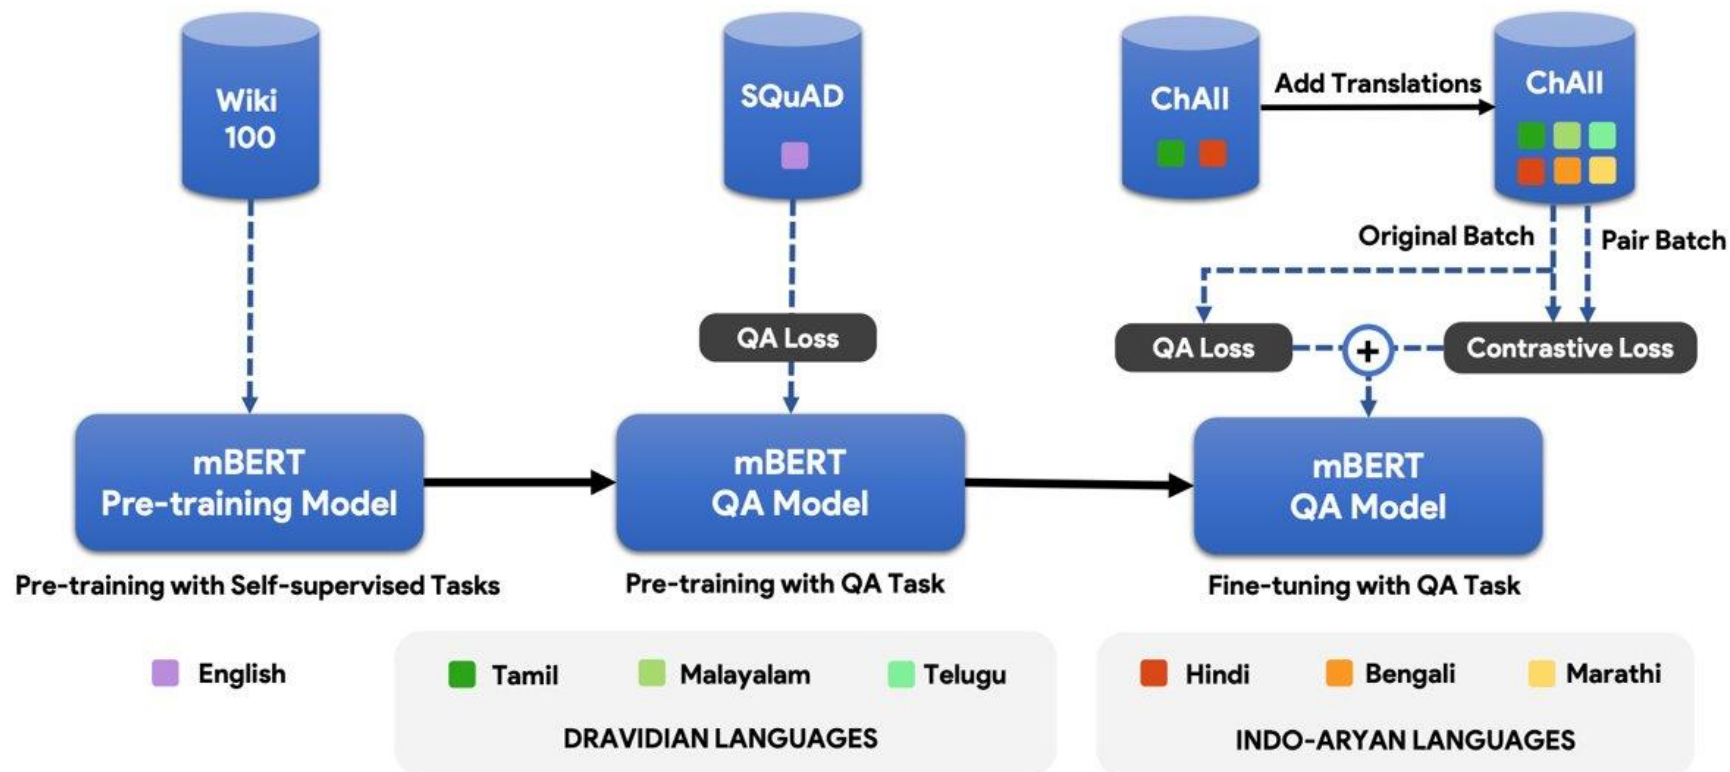 Wiki
100
SQuAD
ChAII
Add Translations
ChAII
Original Batch
Pair Batch
QA Loss
QA Loss
+
Contrastive Loss
mBERT
Pre-training Model
mBERT
QA Model
mBERT
QA Model
Pre-training with Self-supervised Tasks
Pre-training with QA Task
Fine-tuning with QA Task
English
Tamil
Malayalam
Telugu
Hindi
Bengali
Marathi
DRAVIDIAN LANGUAGES
INDO-ARYAN LANGUAGES